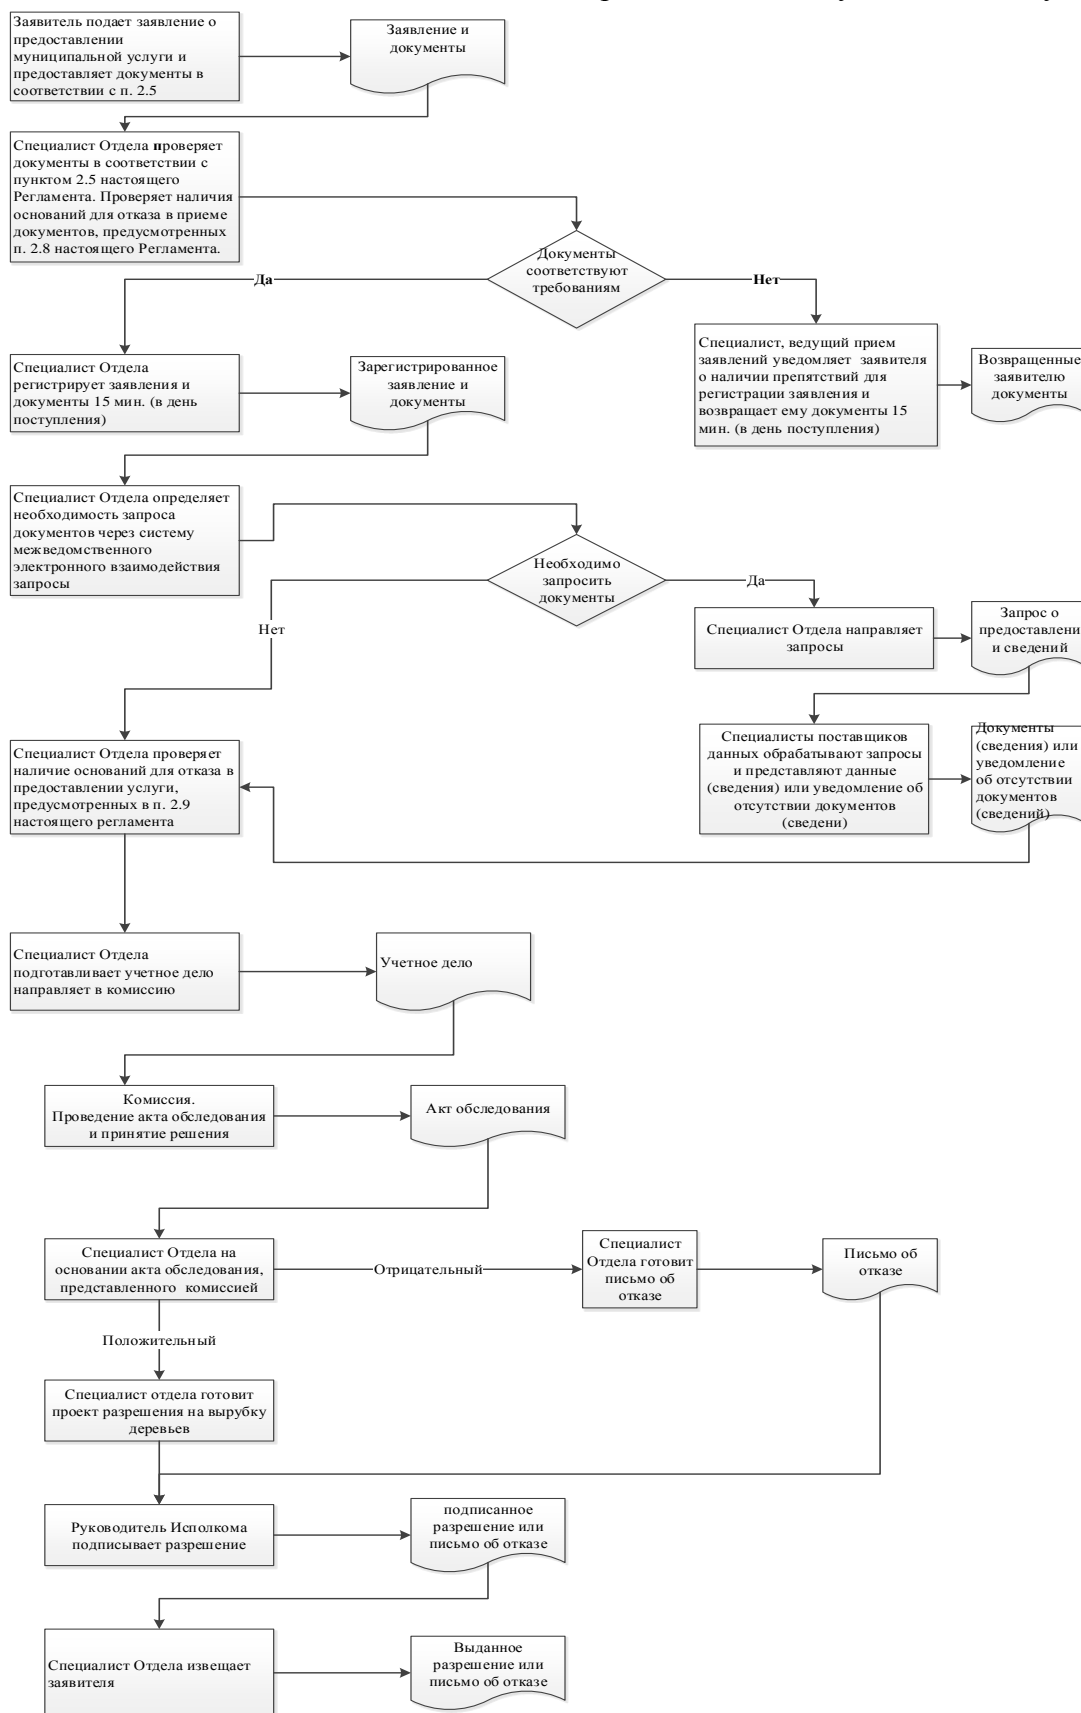 Заявитель подает заявление о
предоставлении
муниципальной услуги и
предоставляет документы в
соответствии с п. 2.5
Заявление и
документы
Специалист Отдела проверяет
документы в соответствии с
пунктом 2.5 настоящего
Регламента. Проверяет наличия
оснований для отказа в приеме
документов, предусмотренных
п. 2.8 настоящего Регламента.
Документы
соответствуют
требованиям
Да
Нет
Специалист Отдела
регистрирует заявления и
документы 15 мин. (в день
поступления)
Зарегистрированное
заявление и
документы
Специалист, ведущий прием
заявлений уведомляет заявителя
о наличии препятствий для
регистрации заявления и
возвращает ему документы 15
мин. (в день поступления)
Возвращенные
заявителю
документы
Специалист Отдела определяет
необходимость запроса
документов через систему
межведомственного
электронного взаимодействия
запросы
Необходимо
запросить
документы
Да
Нет
Специалист Отдела направляет
запросы
Запрос о
предоставлени
и сведений
Специалист Отдела проверяет
наличие оснований для отказа в
предоставлении услуги,
предусмотренных в п. 2.9
настоящего регламента
Специалисты поставщиков
данных обрабатывают запросы
и представляют данные
(сведения) или уведомление об
отсутствии документов
(сведени)
Документы
(сведения) или
уведомление
об отсутствии
документов
(сведений)
Специалист Отдела
подготавливает учетное дело
направляет в комиссию
Учетное дело
Комиссия.
Проведение акта обследования
и принятие решения
Акт обследования
Специалист Отдела на
основании акта обследования,
представленного комиссией
Отрицательный
Специалист
Отдела готовит
письмо об
отказе
Письмо об
отказе
Положительный
Специалист отдела готовит
проект разрешения на вырубку
деревьев
Руководитель Исполкома
подписывает разрешение
подписанное
разрешение или
письмо об отказе
Специалист Отдела извещает
заявителя
Выданное
разрешение или
письмо об отказе